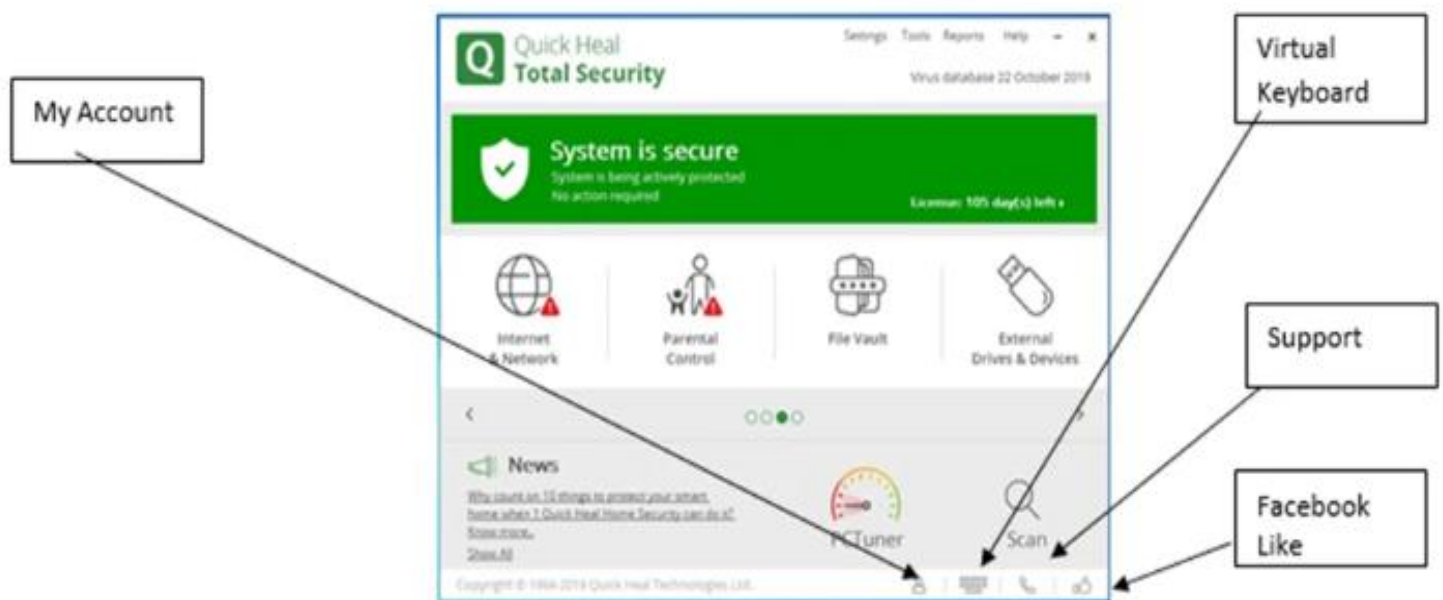 My Account
Q
Quick Heal
Total Security
Settings Tools Reports Help
Virus database 22 October 2019
Virtual
Keyboard
System is secure
System is being actively protected
No action required
License: 105 day(s) left
Internet
& Network
Parental
Control
File Vault
External
Drives & Devices
Support
News
Why count on 10 things to protect your smart
home when 1 Quick Heal Home Security can do it?
Know more..
Show All
PCTuner
Scan
Facebook
Like
Copyright © 1994-2019 Quick Heal Technologies Ltd.